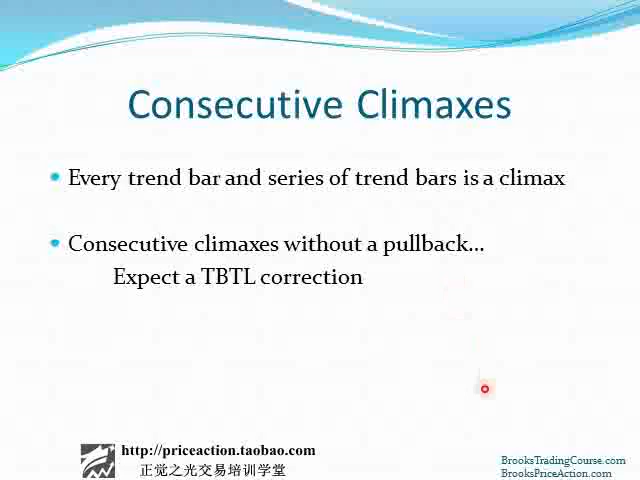 Consecutive Climaxes
Every trend bar and series of trend bars is a climax
Consecutive climaxes without a pullback...
Expect a TBTL correction
http://priceaction.taobao.com
正觉之光交易培训学堂
BrooksTradingCourse.com
BrooksPriceAction.com